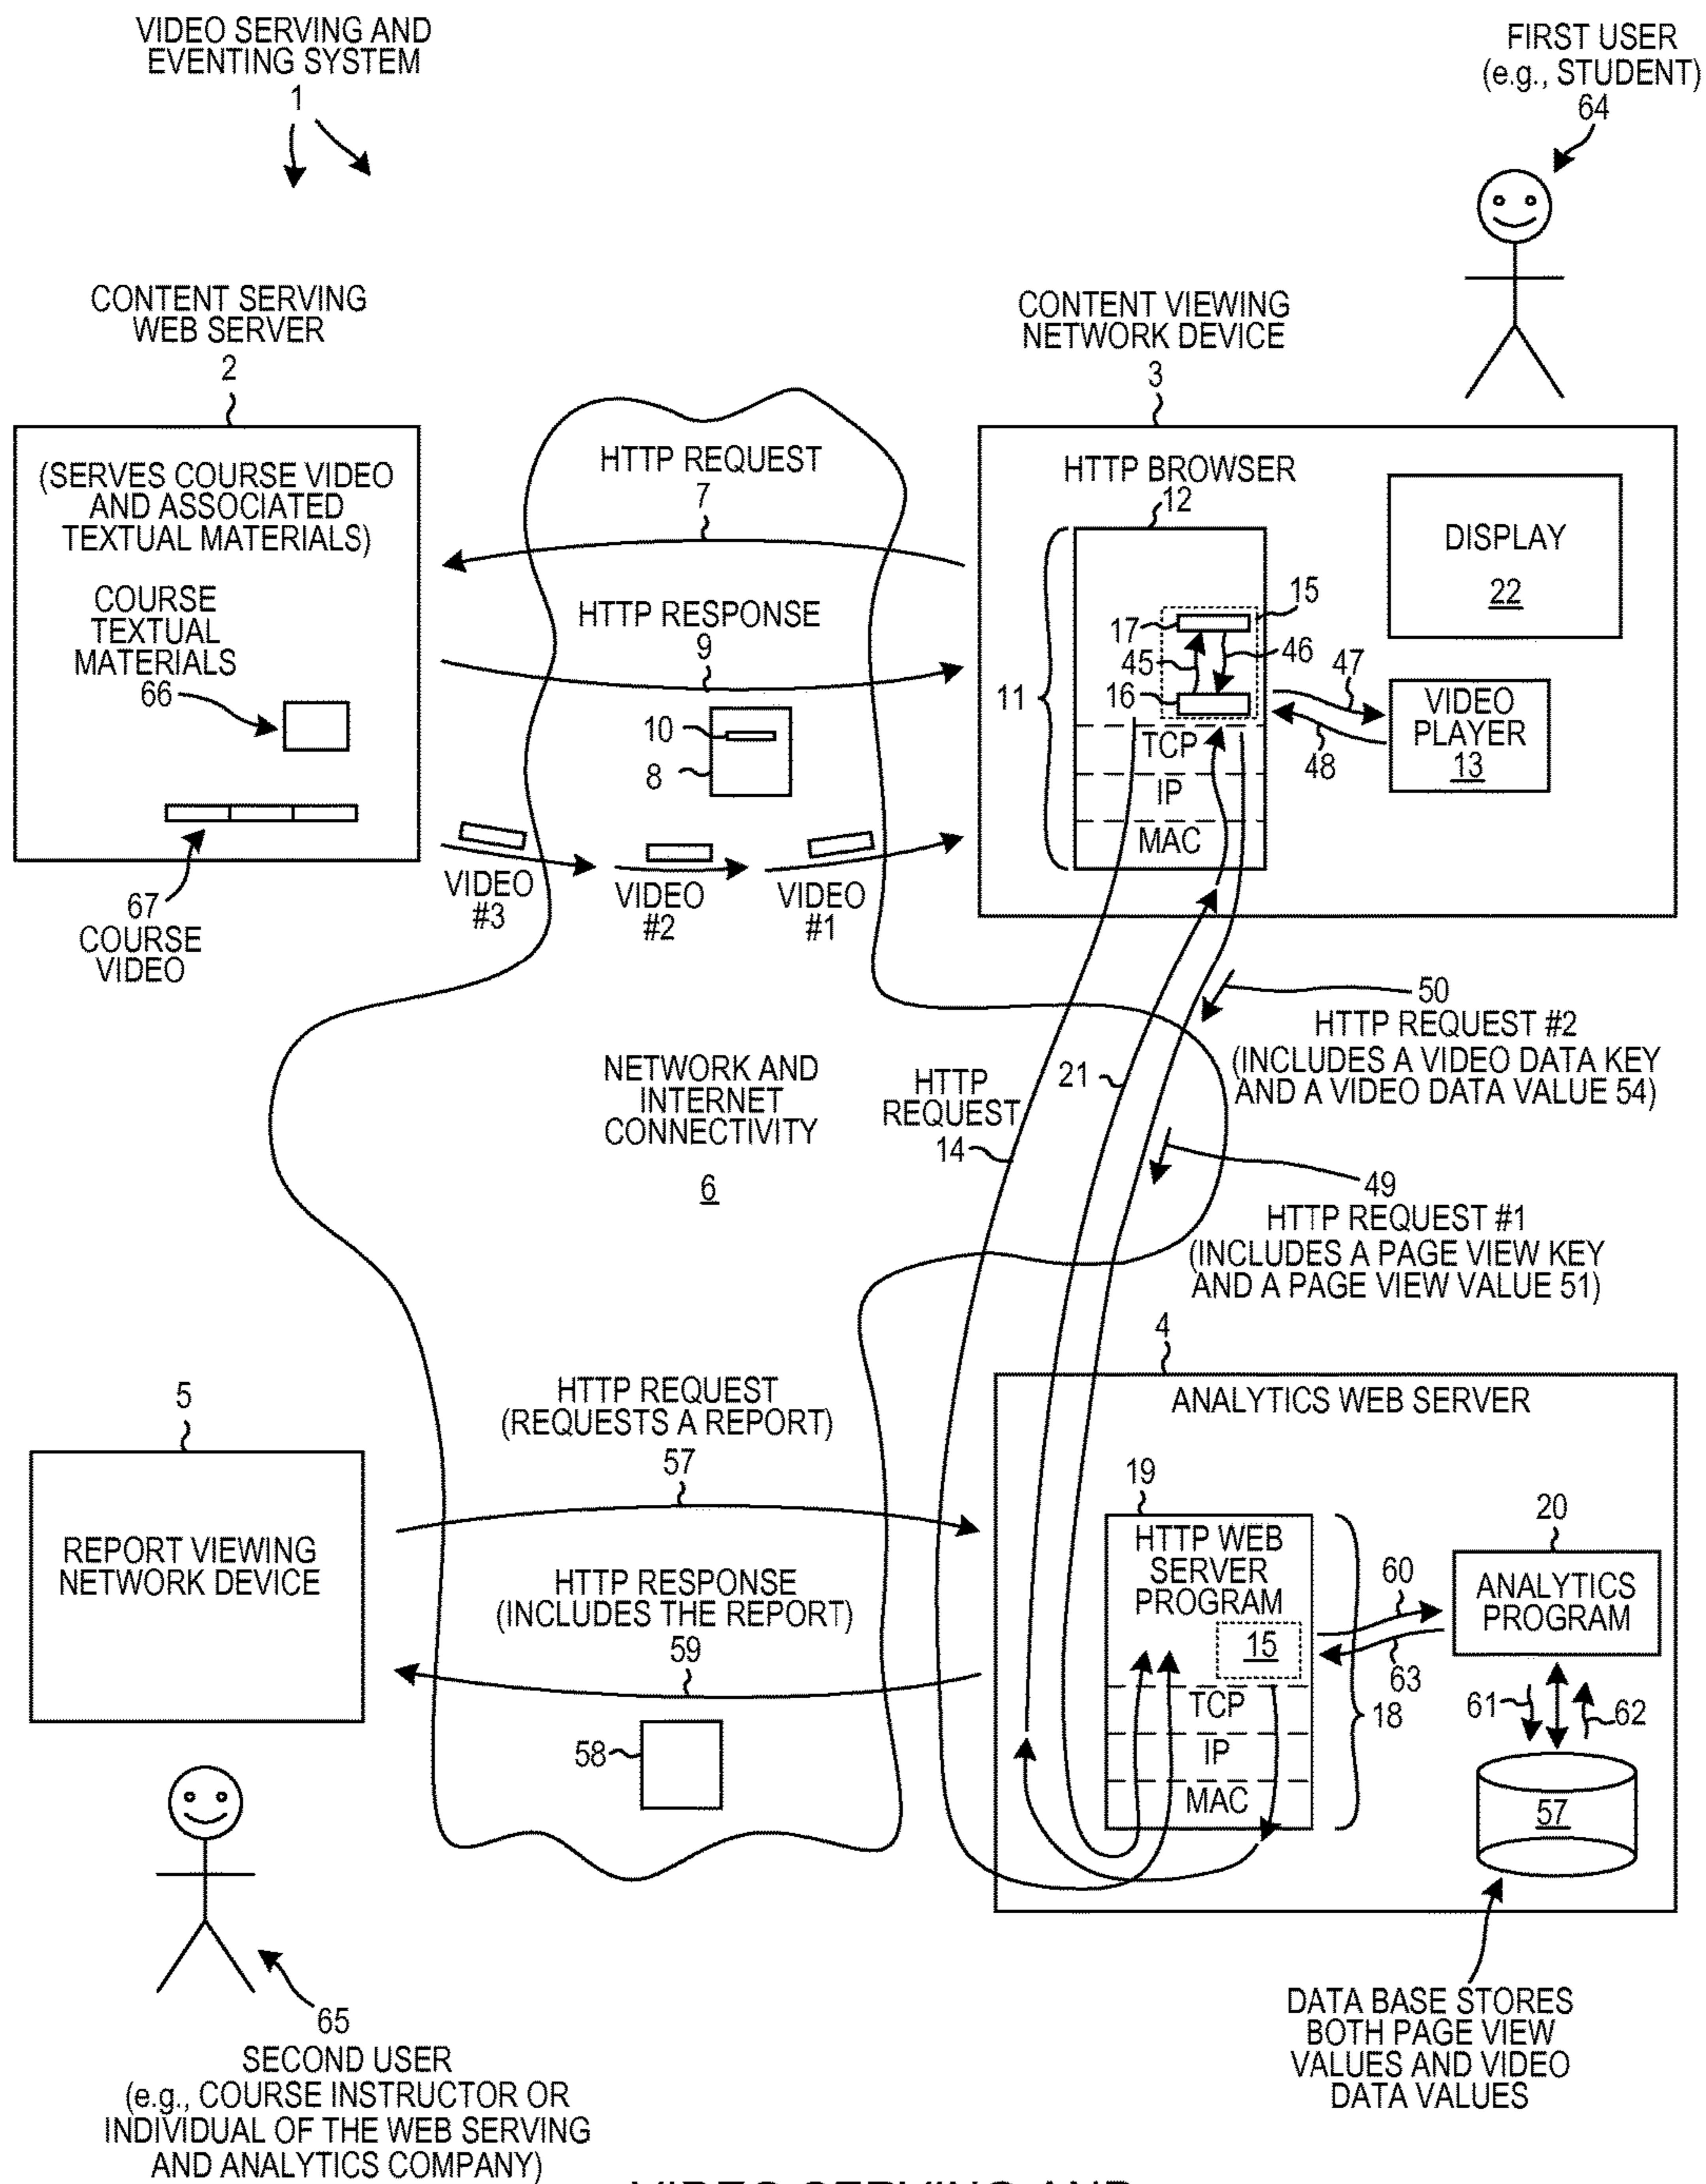 VIDEO SERVING AND
EVENTING SYSTEM
1
FIRST USER
(e.g., STUDENT)
64
CONTENT SERVING
WEB SERVER
2
(SERVES COURSE VIDEO
AND ASSOCIATED
TEXTUAL MATERIALS)
COURSE
TEXTUAL
MATERIALS
66
67
COURSE
VIDEO
HTTP REQUEST
7
HTTP RESPONSE
9
10
8
VIDEO
#3
VIDEO
#2
VIDEO
#1
CONTENT VIEWING
NETWORK DEVICE
3
HTTP BROWSER
12
11
15
17
45
46
16
TCP
IP
MAC
DISPLAY
22
47
48
VIDEO
PLAYER
13
NETWORK AND
INTERNET
CONNECTIVITY
6
HTTP
REQUEST
14
21
50
HTTP REQUEST #2
(INCLUDES A VIDEO DATA KEY
AND A VIDEO DATA VALUE 54)
49
HTTP REQUEST #1
(INCLUDES A PAGE VIEW KEY
AND A PAGE VIEW VALUE 51)
5
REPORT VIEWING
NETWORK DEVICE
HTTP REQUEST
(REQUESTS A REPORT)
57
HTTP RESPONSE
(INCLUDES THE REPORT)
59
58
4
ANALYTICS WEB SERVER
19
HTTP WEB
SERVER
PROGRAM
15
TCP
IP
MAC
18
60
63
20
ANALYTICS
PROGRAM
61
62
57
DATA BASE STORES
BOTH PAGE VIEW
VALUES AND VIDEO
DATA VALUES
65
SECOND USER
(e.g., COURSE INSTRUCTOR OR
INDIVIDUAL OF THE WEB SERVING
AND ANALYTICS COMPANY)
VIDEO SERVING AND